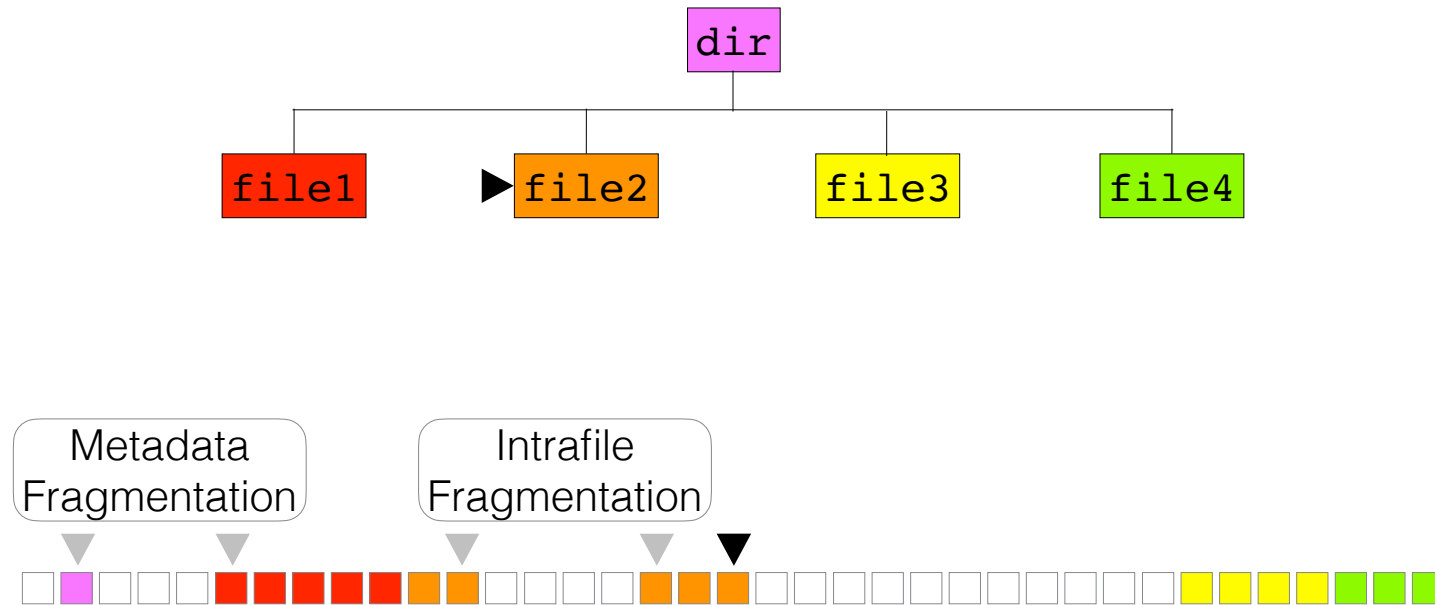 dir
file1
file2
file3
file4
Metadata
Fragmentation
Intrafile
Fragmentation